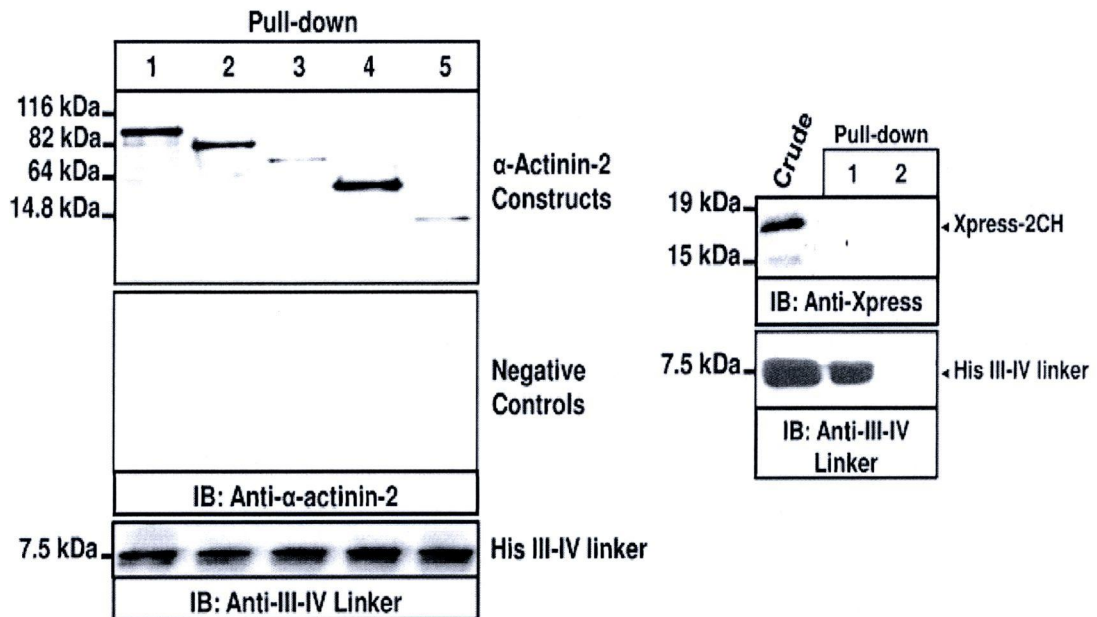 Pull-down
1 2 3 4 5
116 kDa
82 kDa
64 kDa
14.8 kDa
α-Actinin-2
Constructs
Negative
Controls
IB: Anti-α-actinin-2
7.5 kDa
His III-IV linker
IB: Anti-III-IV Linker
Crude
Pull-down
1 2
19 kDa
15 kDa
Xpress-2CH
IB: Anti-Xpress
7.5 kDa
His III-IV linker
IB: Anti-III-IV
Linker